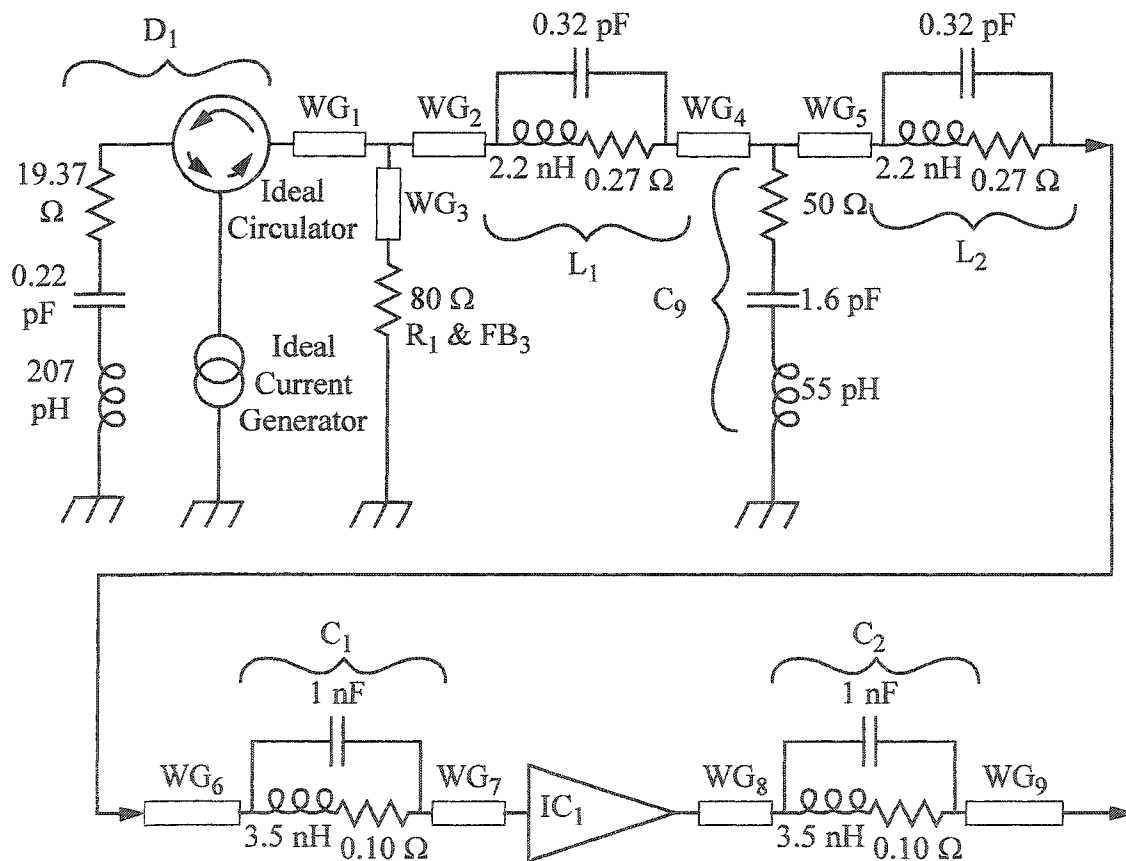 D₁
0.32 pF
0.32 pF
WG₁
WG₂
WG₄
WG₅
19.37
Ω
Ideal
Circulator
WG₃
2.2 nH
0.27 Ω
L₁
50 Ω
2.2 nH
0.27 Ω
L₂
0.22
pF
80 Ω
R₁ & FB₃
C₉
1.6 pF
207
pH
Ideal
Current
Generator
55 pH
C₁
1 nF
C₂
1 nF
WG₆
3.5 nH
0.10 Ω
WG₇
IC₁
WG₈
3.5 nH
0.10 Ω
WG₉